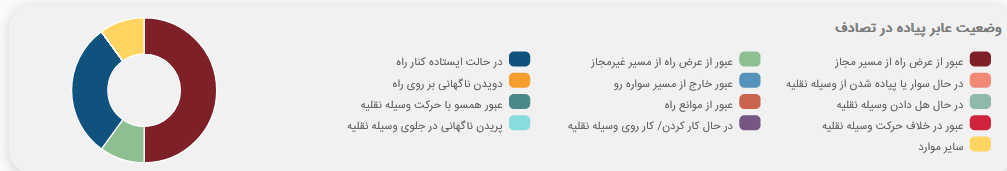 وضعیت عابر پیاده در تصادف
عبور از عرض راه از مسیر مجاز
در حال سوار یا پیاده شدن از وسیله نقلیه
در حال هل دادن وسیله نقلیه
عبور در خلاف حرکت وسیله نقلیه
سایر موارد
عبور از عرض راه از مسیر غیرمجاز
عبور خارج از مسیر سواره رو
عبور از موانع راه
در حال کار کردن/ کار روی وسیله نقلیه
در حالت ایستاده کنار راه
دویدن ناگهانی بر روی راه
عبور همسو با حرکت وسیله نقلیه
پریدن ناگهانی در جلوی وسیله نقلیه